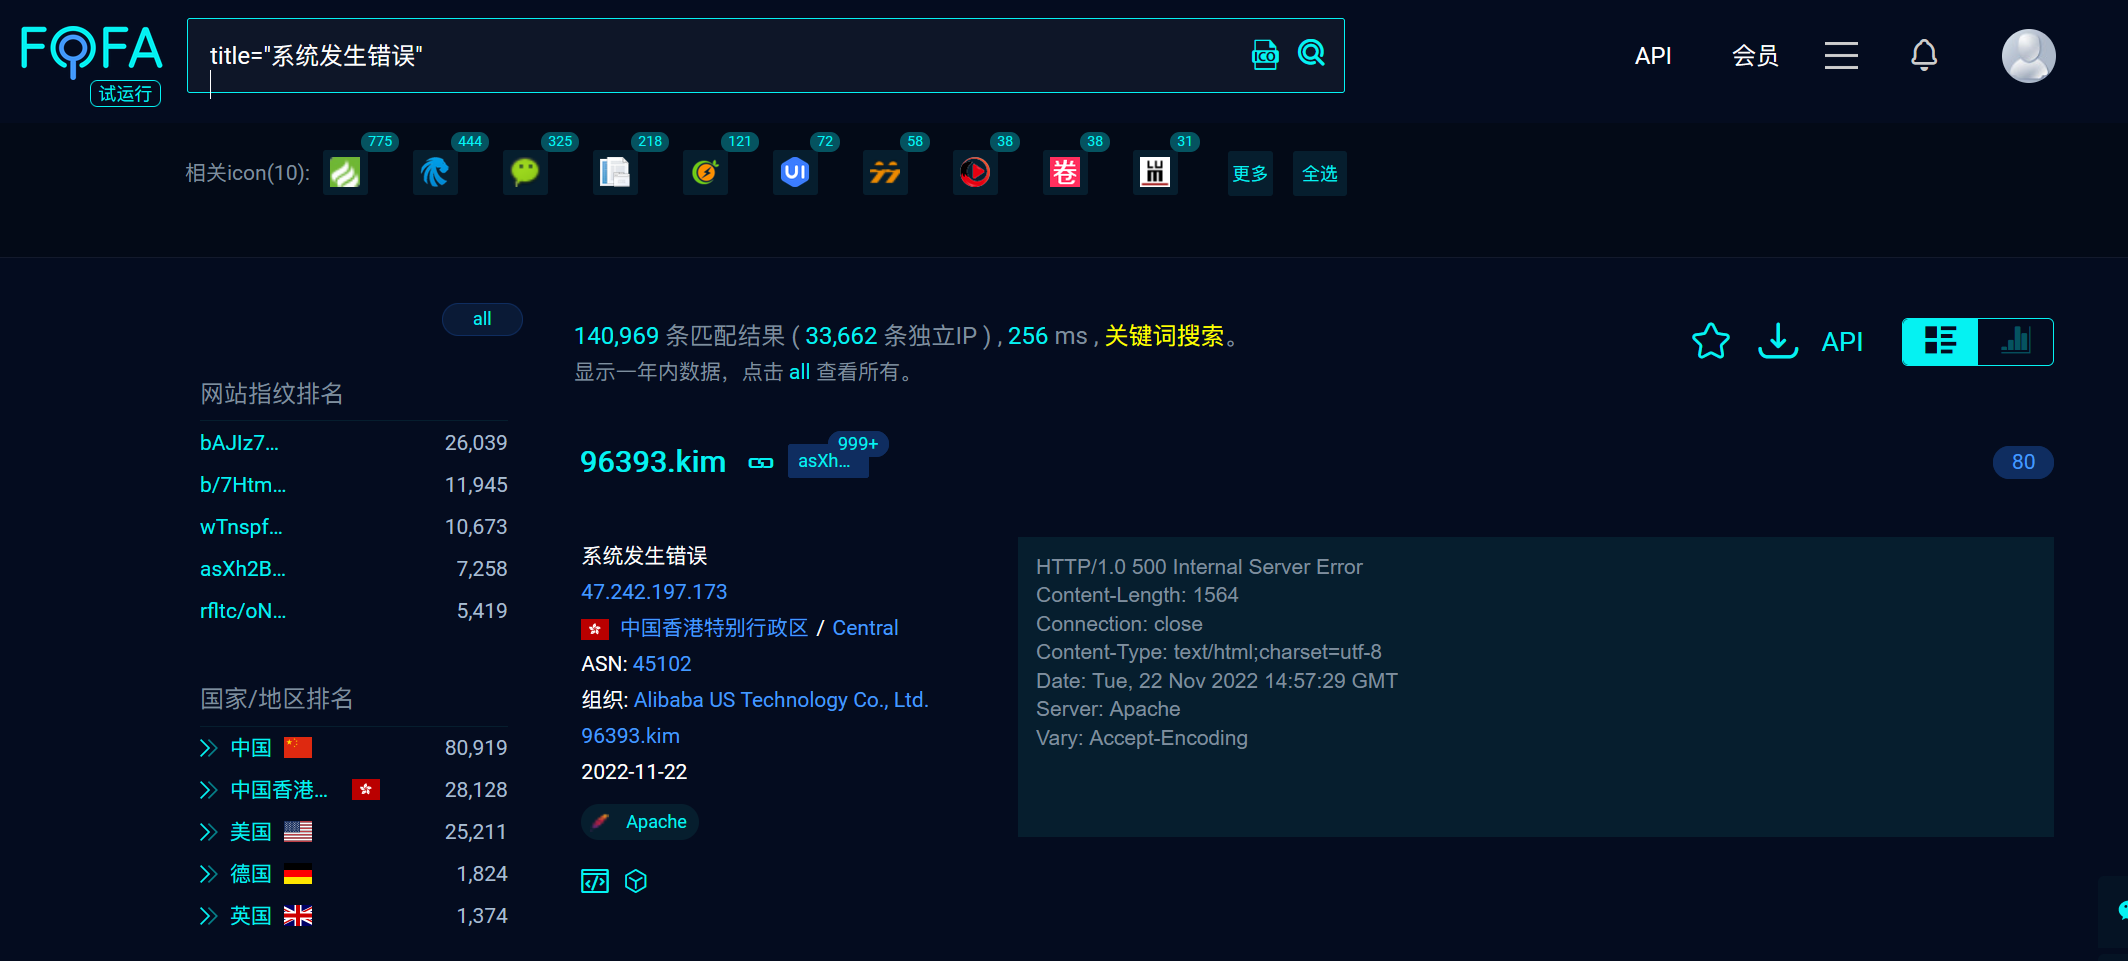 FOFA
试运行
title="系统发生错误"
ICO
API
会员
相关icon(10):
775
444
325
218
121
72
58
38
38
31
UI
卷
LU
更多
全选
all
140,969 条匹配结果 ( 33,662 条独立IP ) , 256 ms , 关键词搜索。
显示一年内数据，点击 all 查看所有。
API
网站指纹排名
bAJIz7... 26,039
b/7Htm... 11,945
wTnspf... 10,673
asXh2B... 7,258
rfltc/oN... 5,419
国家/地区排名
中国 80,919
中国香港... 28,128
美国 25,211
德国 1,824
英国 1,374
96393.kim
asXh...
999+
80
系统发生错误
47.242.197.173
中国香港特别行政区 / Central
ASN: 45102
组织: Alibaba US Technology Co., Ltd.
96393.kim
2022-11-22
Apache
HTTP/1.0 500 Internal Server Error
Content-Length: 1564
Connection: close
Content-Type: text/html;charset=utf-8
Date: Tue, 22 Nov 2022 14:57:29 GMT
Server: Apache
Vary: Accept-Encoding